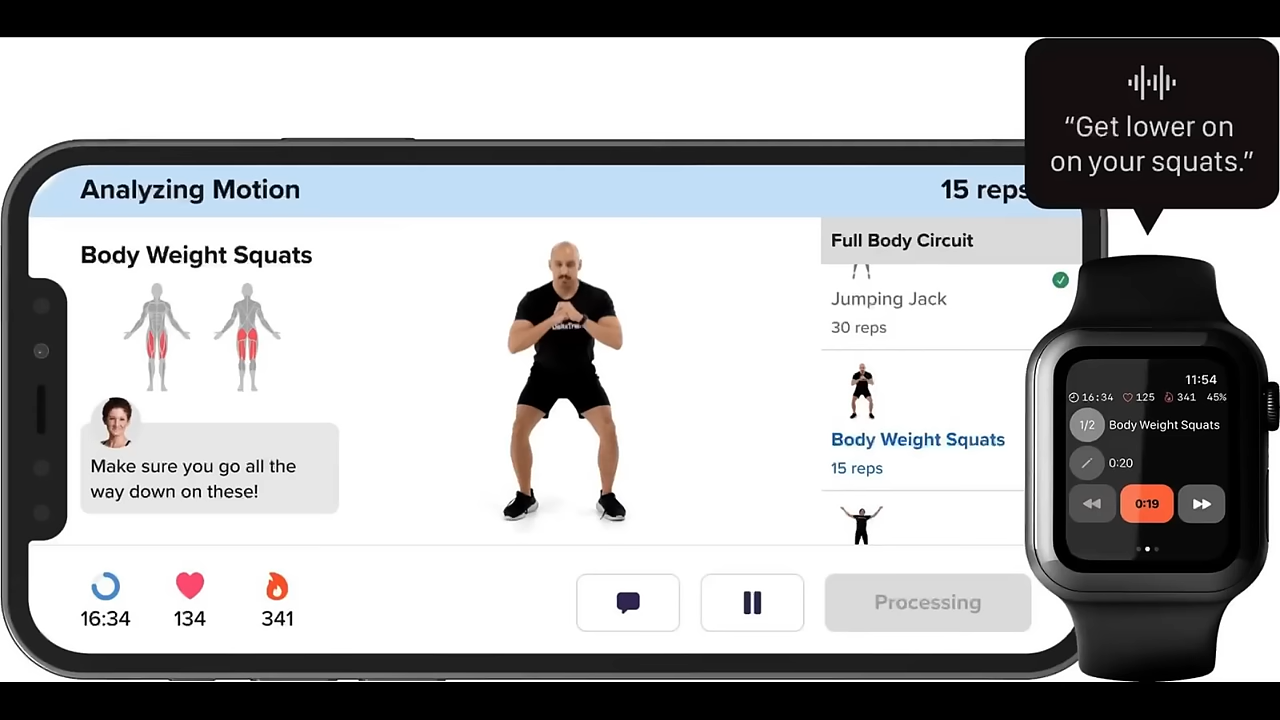 “Get lower on
on your squats.”
Analyzing Motion
15 reps
Body Weight Squats
Make sure you go all the
way down on these!
Full Body Circuit
Jumping Jack
30 reps
Body Weight Squats
15 reps
16:34
134
341
Processing
11:54
16:34 125 341 45%
1/2 Body Weight Squats
0:20
0:19